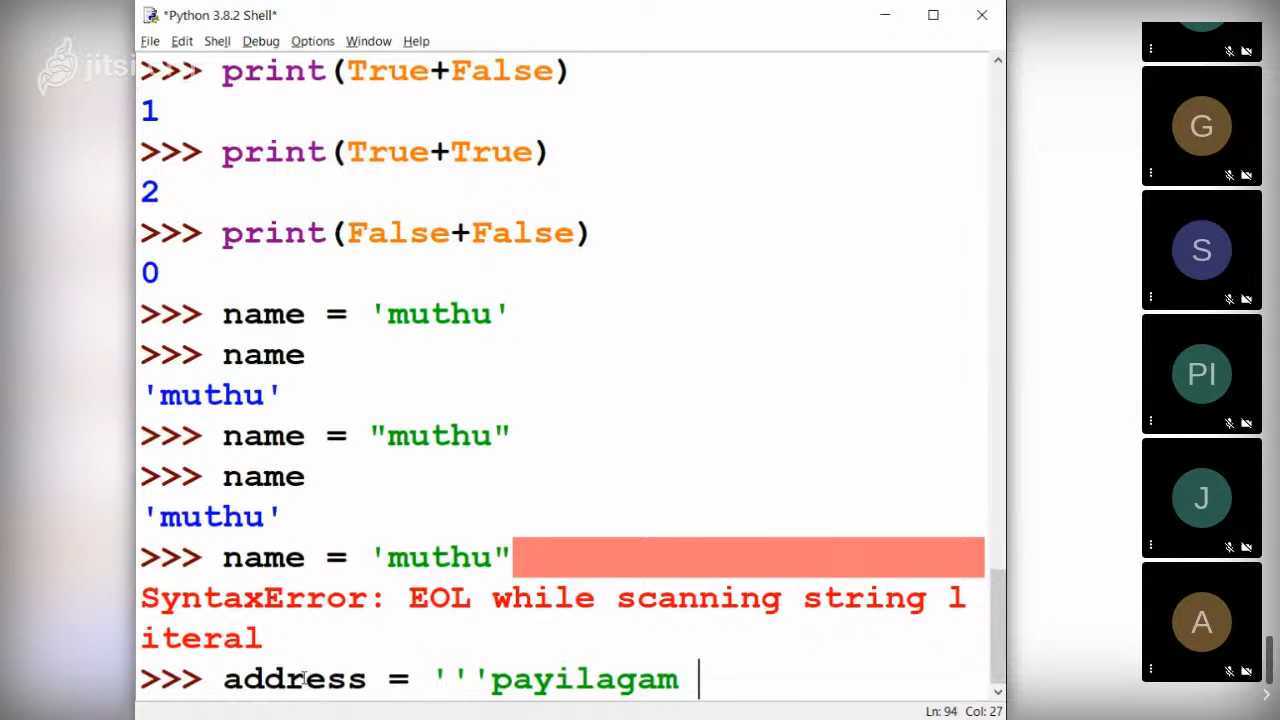 *Python 3.8.2 Shell*
File Edit Shell Debug Options Window Help
jitsi
>>> print(True+False)
1
>>> print(True+True)
2
>>> print(False+False)
0
>>> name = 'muthu'
>>> name
'muthu'
>>> name = "muthu"
>>> name
'muthu'
>>> name = 'muthu"
SyntaxError: EOL while scanning string l
iteral
>>> address = '''payilagam
Ln: 94 Col: 27
G
S
PI
J
A